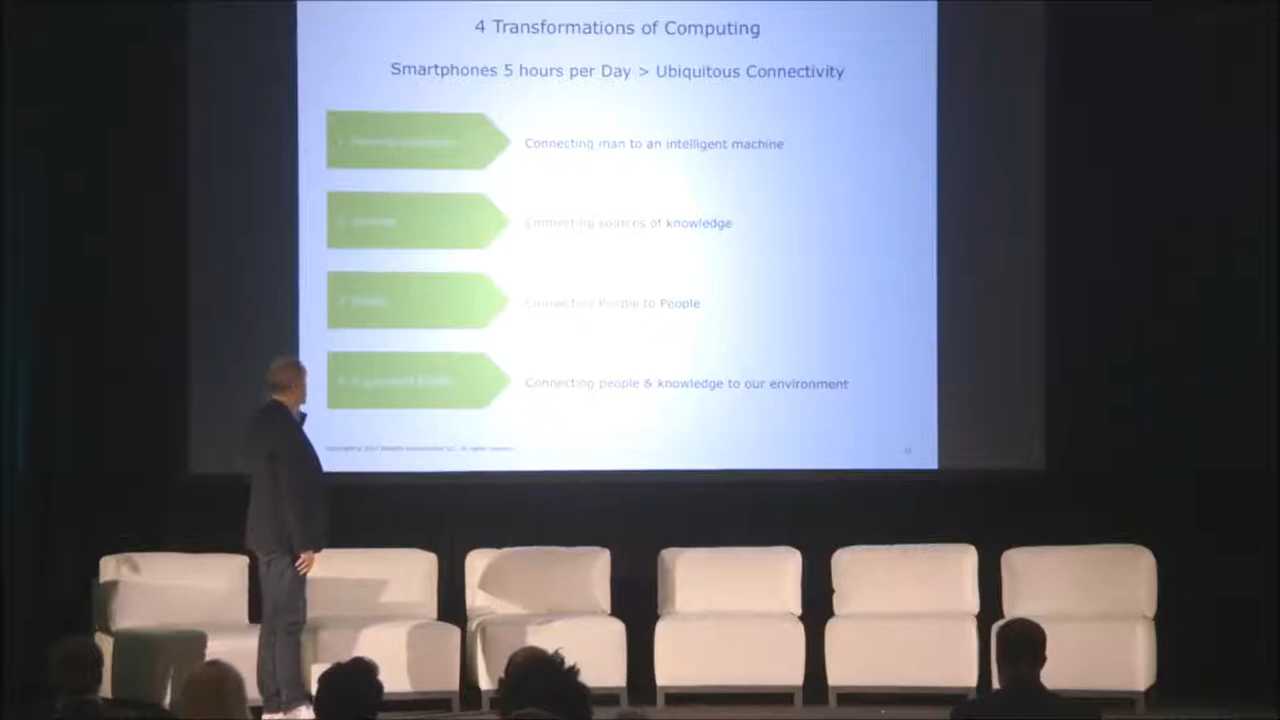 4 Transformations of Computing
Smartphones 5 hours per Day > Ubiquitous Connectivity
Connecting man to an intelligent machine
Connecting sources of knowledge
Connecting People to People
Connecting people & knowledge to our environment